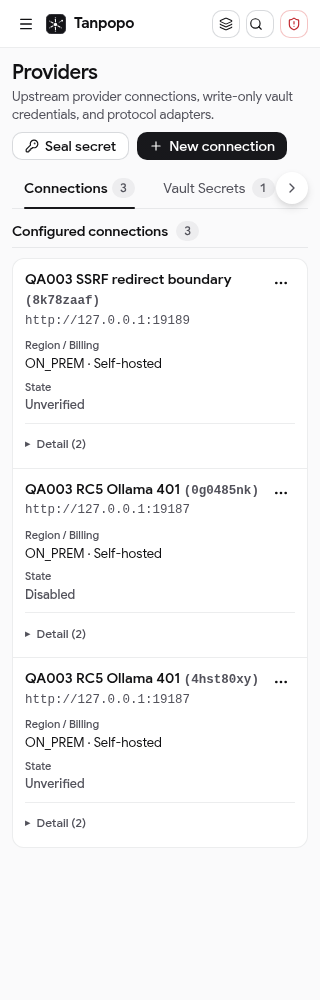 Tanpopo
Providers
Upstream provider connections, write-only vault
credentials, and protocol adapters.
Seal secret
New connection
Connections 3
Vault Secrets 1
Configured connections 3
QA003 SSRF redirect boundary
(8k78zaaf)
http://127.0.0.1:19189
Region / Billing
ON_PREM · Self-hosted
State
Unverified
Detail (2)
QA003 RC5 Ollama 401 (0g0485nk)
http://127.0.0.1:19187
Region / Billing
ON_PREM · Self-hosted
State
Disabled
Detail (2)
QA003 RC5 Ollama 401 (4hst80xy)
http://127.0.0.1:19187
Region / Billing
ON_PREM · Self-hosted
State
Unverified
Detail (2)